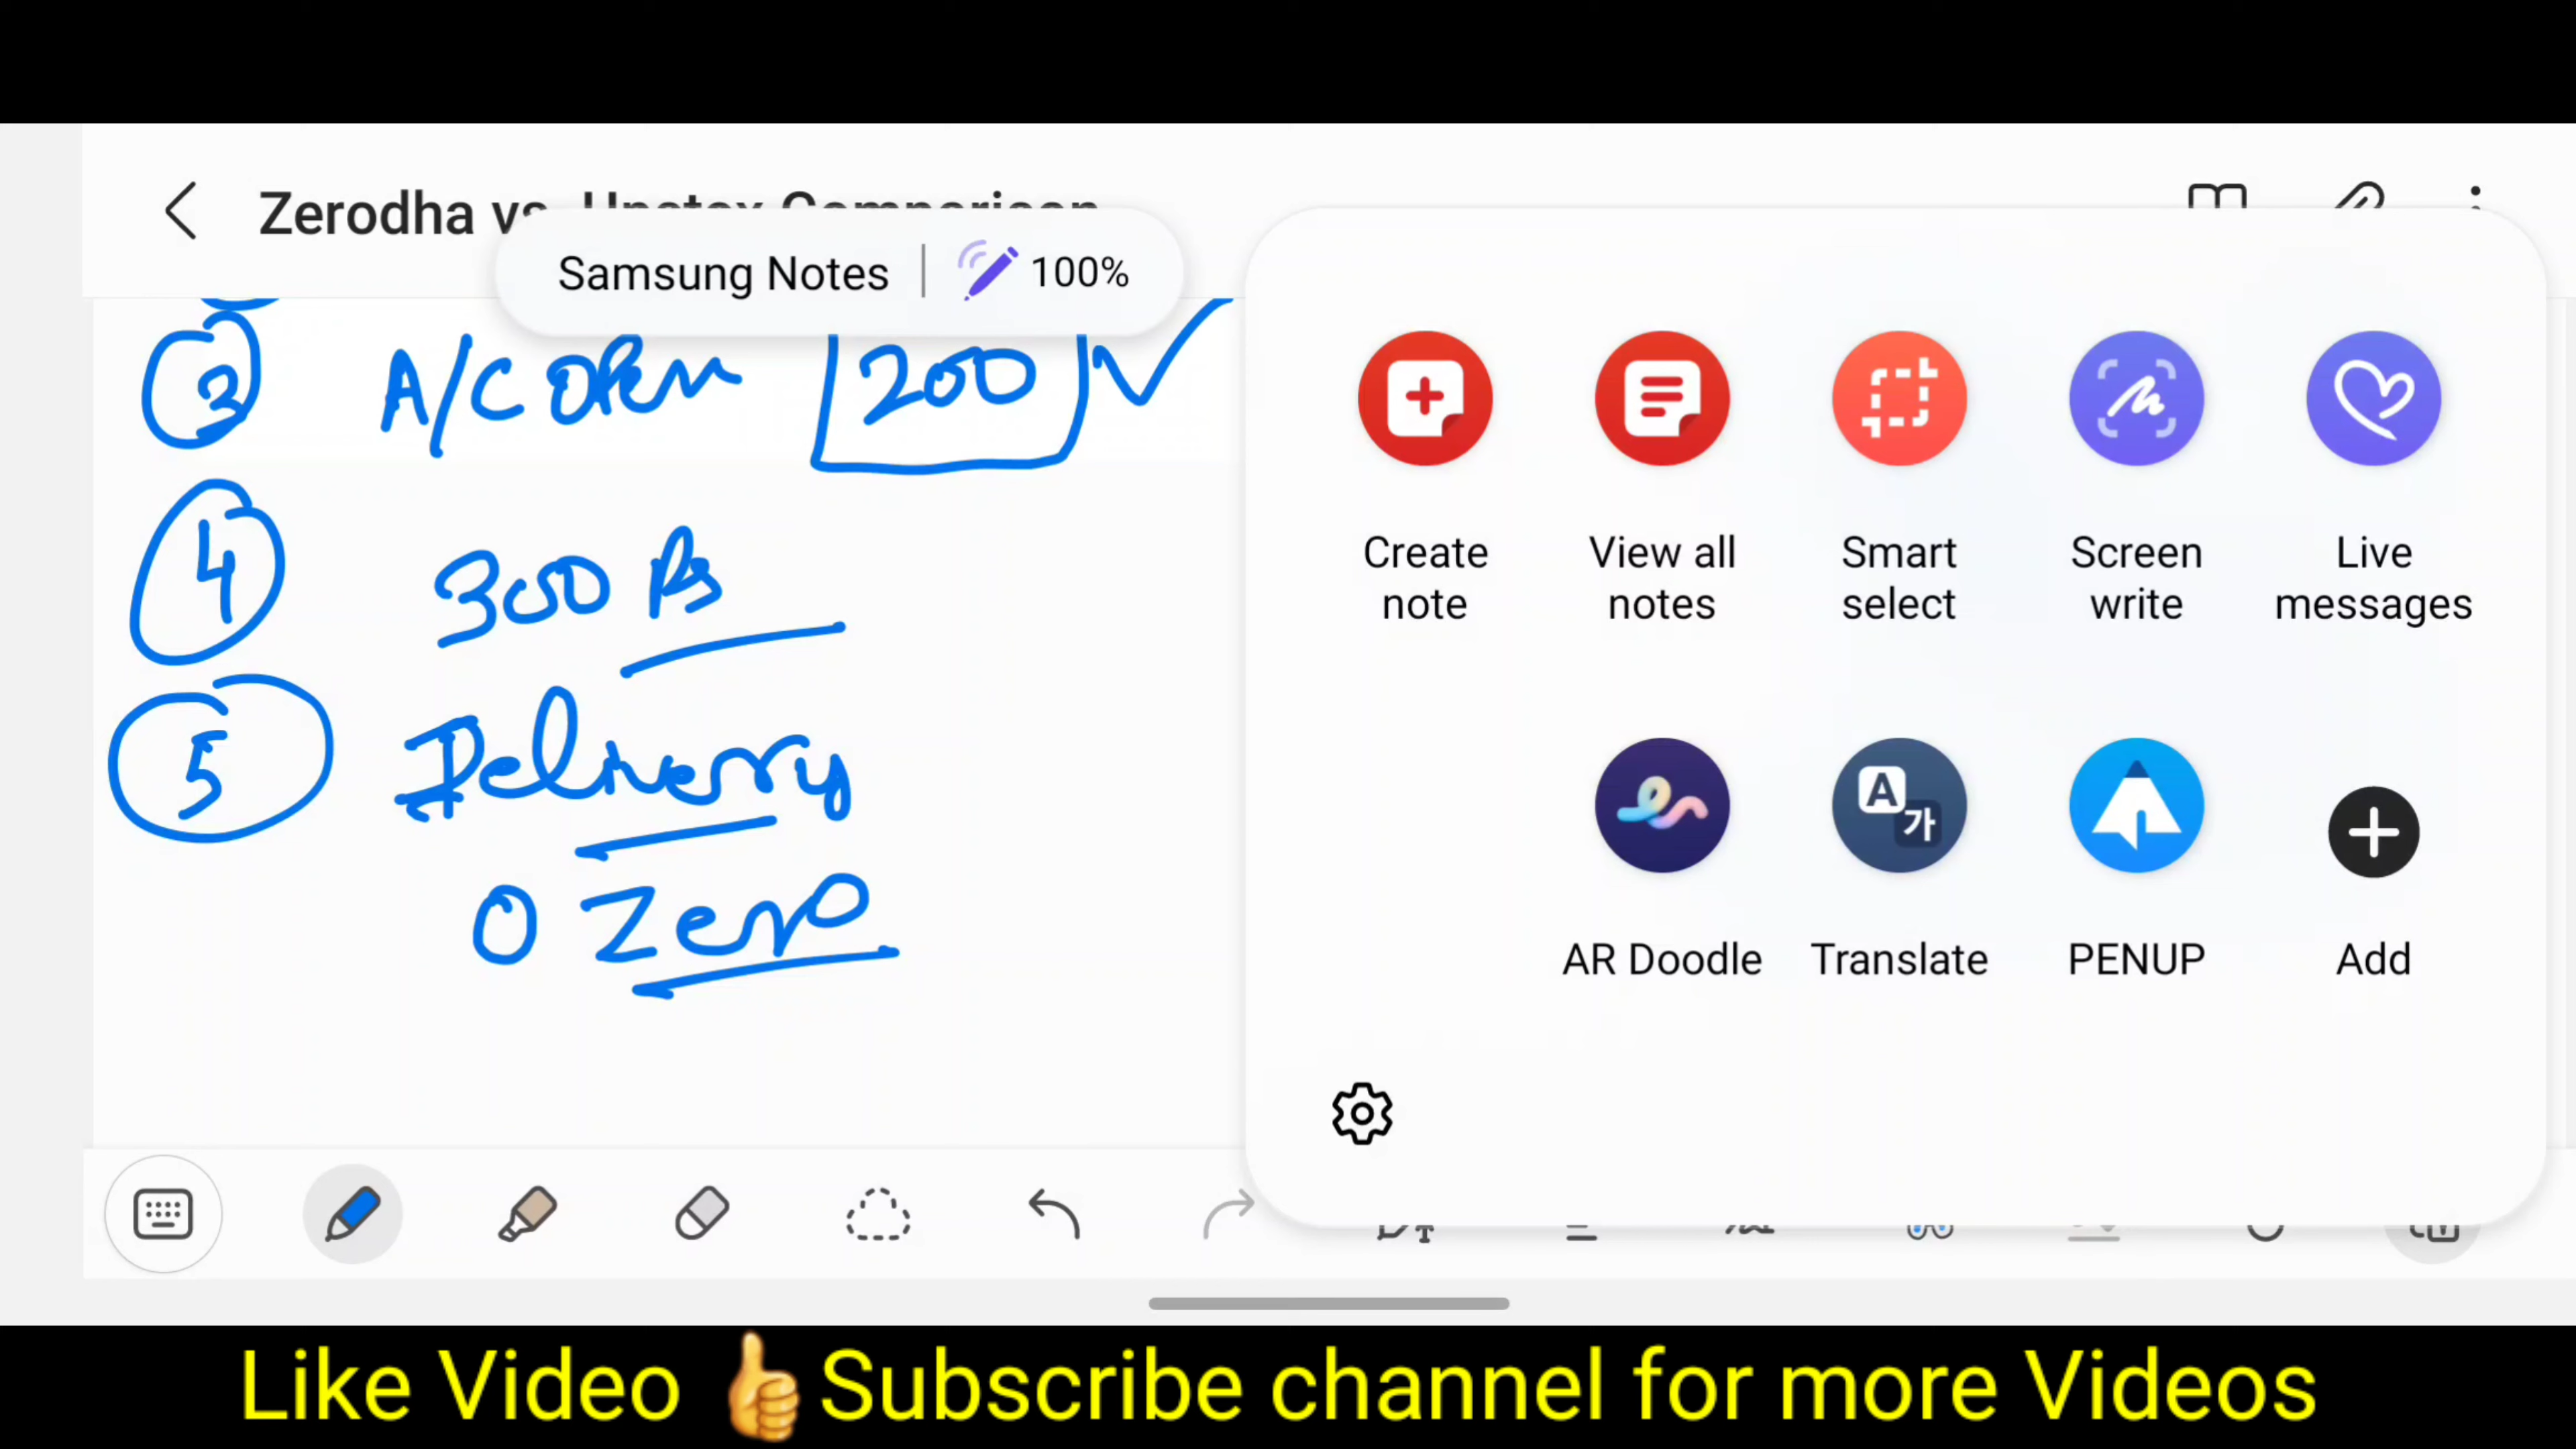 Zerodha vs. Upstox Comparison
Samsung Notes | 100%
3 A/C OPEN 200
4 300 Rs
5 Delivery
0 Zero
Create note
View all notes
Smart select
Screen write
Live messages
AR Doodle
Translate
PENUP
Add
Like Video 👍 Subscribe channel for more Videos